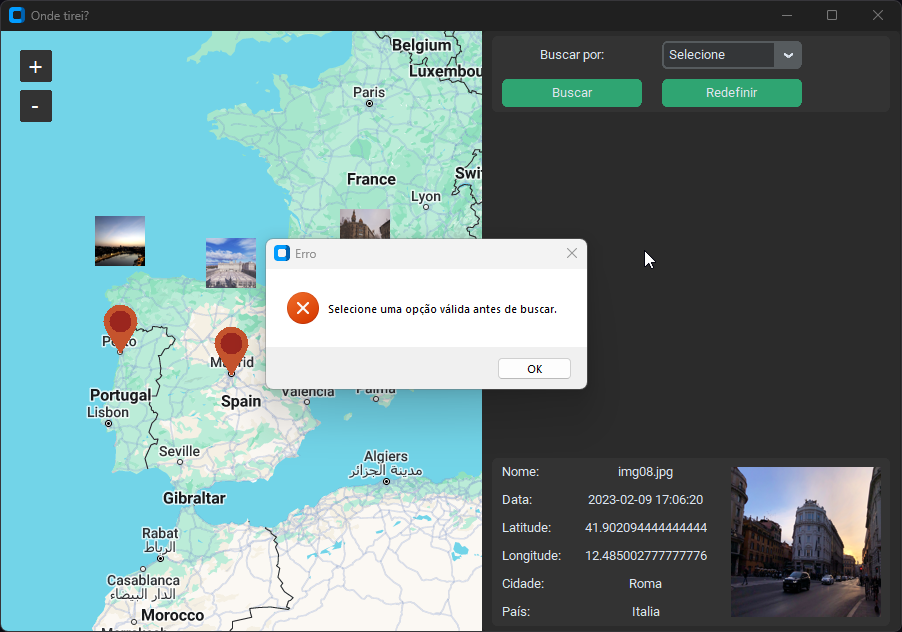 Onde tirei?
+
-
Belgium
Luxembou
Paris
France
Swi
Lyon
Porto
Madrid
Portugal
Lisbon
Spain
Valencia
Palma
Seville
Gibraltar
Algiers
مدينة الجزائر
Rabat
الرباط
Casablanca
الدار البيضاء
Morocco
Marrakech
Buscar por:
Selecione
Buscar
Redefinir
Erro
Selecione uma opção válida antes de buscar.
OK
Nome:
img08.jpg
Data:
2023-02-09 17:06:20
Latitude:
41.902094444444444
Longitude:
12.485002777777776
Cidade:
Roma
País:
Italia